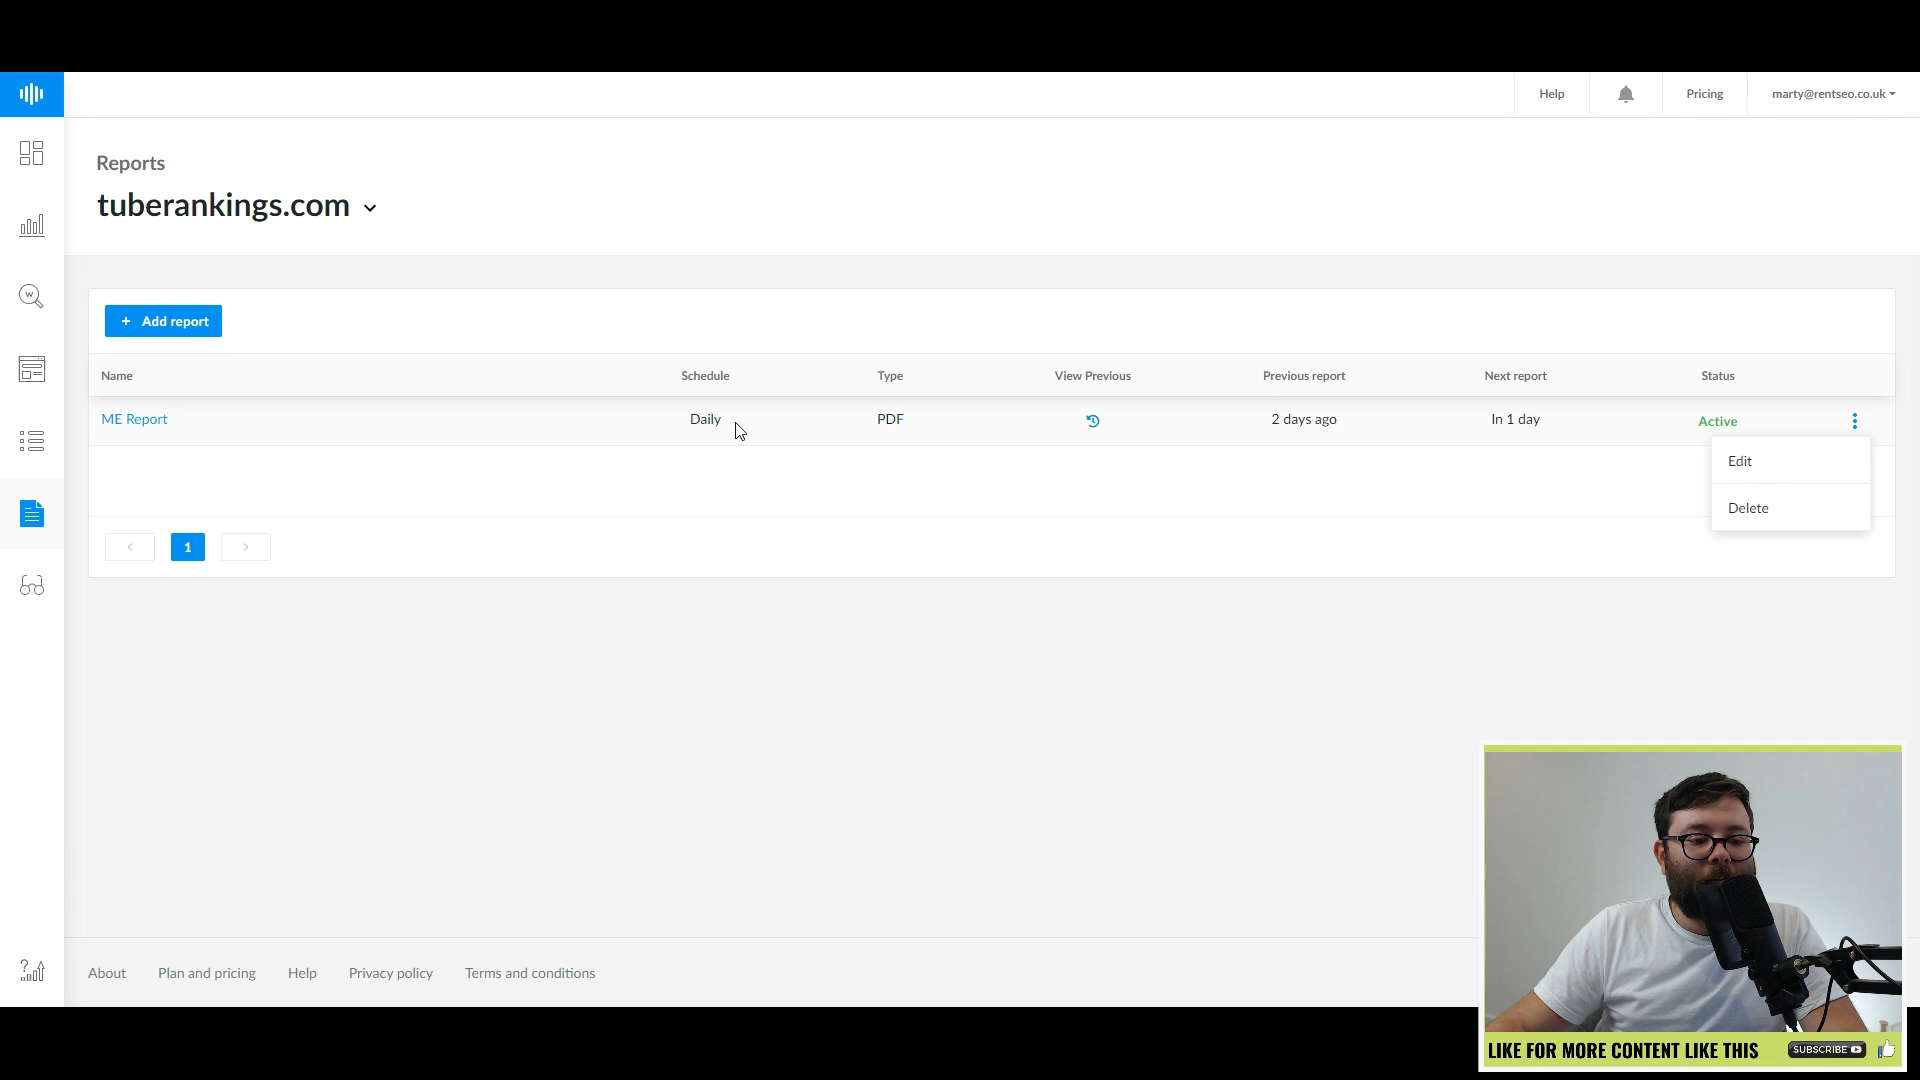 Help
Pricing
marty@rentseo.co.uk
Reports
tuberankings.com
+ Add report
Name Schedule Type View Previous Previous report Next report Status
ME Report Daily PDF 2 days ago In 1 day Active
Edit
Delete
1
About Plan and pricing Help Privacy policy Terms and conditions
LIKE FOR MORE CONTENT LIKE THIS SUBSCRIBE